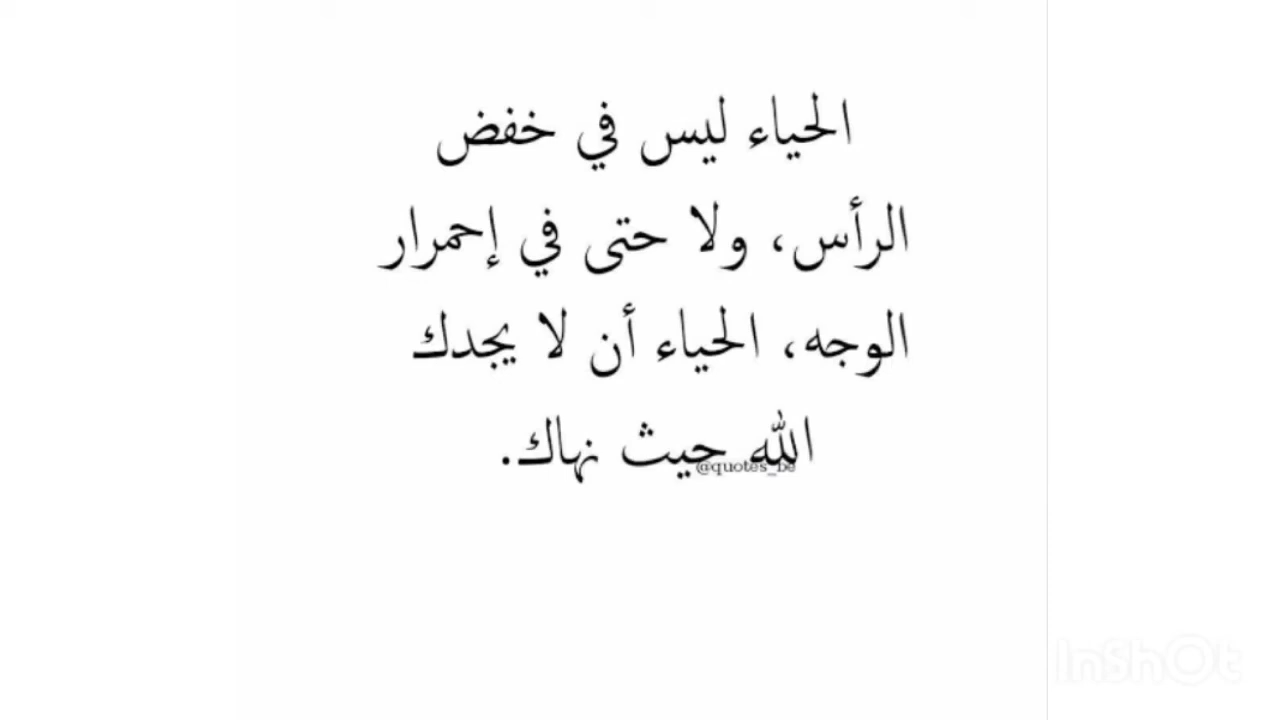 الحياء ليس في خفض
الرأس، ولا حتى في إحمرار
الوجه، الحياء أن لا يجدك
الله حيث نهاك.
@quotes_be
InShOt